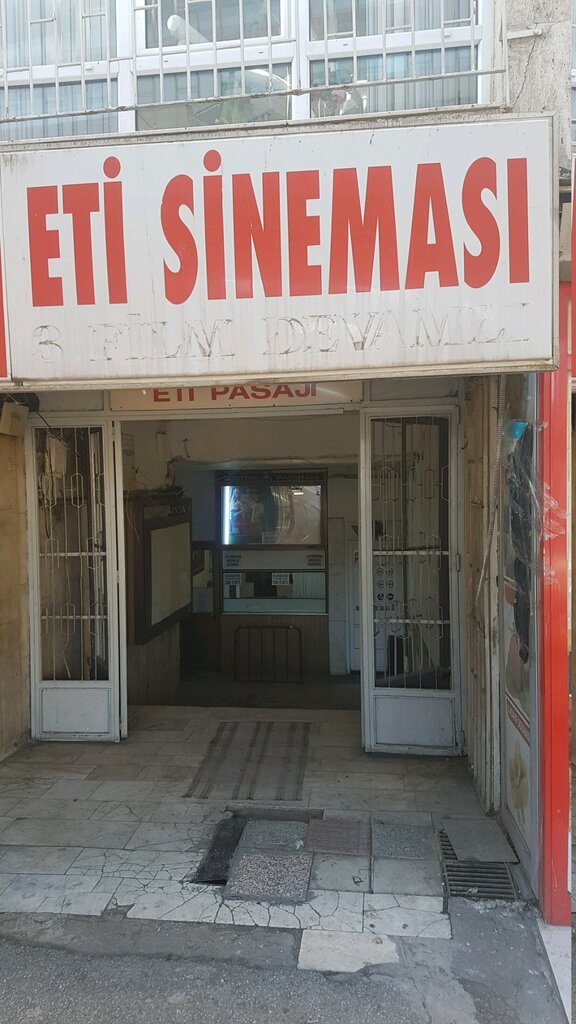 ETİ SİNEMASI
3 FİLM DEVAMLI
ETİ PASAJI